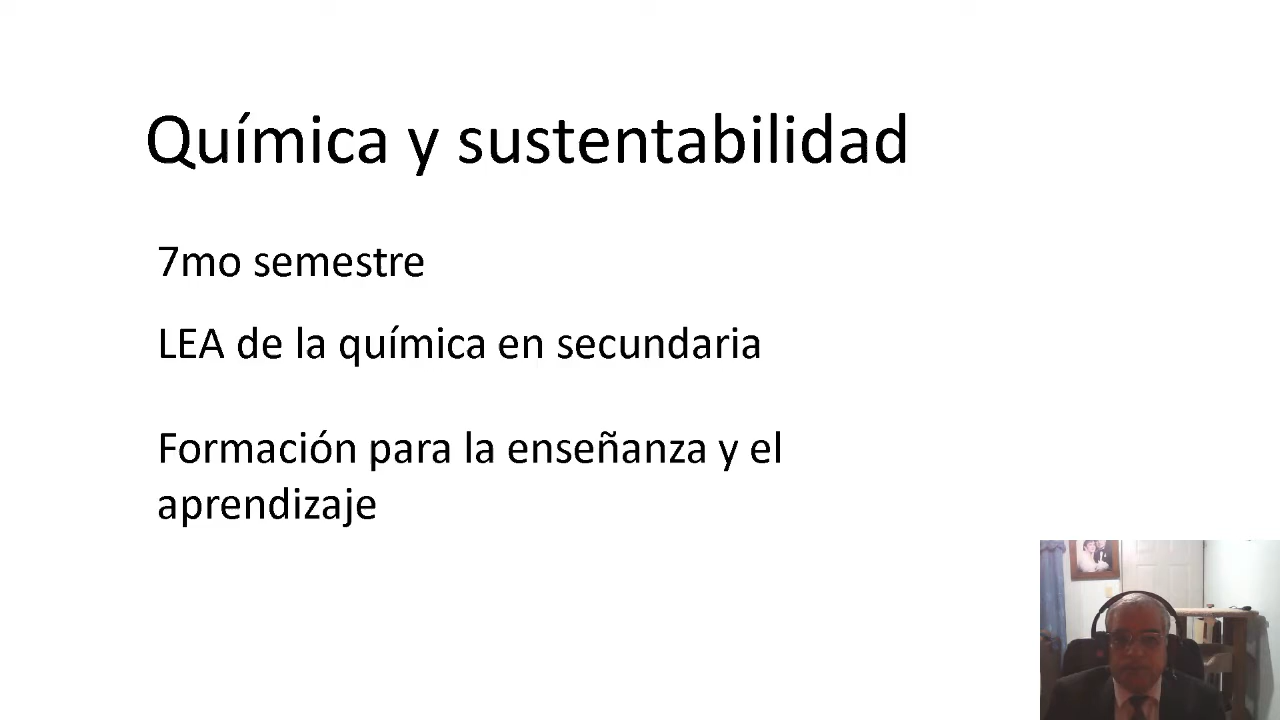 Química y sustentabilidad
7mo semestre
LEA de la química en secundaria
Formación para la enseñanza y el
aprendizaje